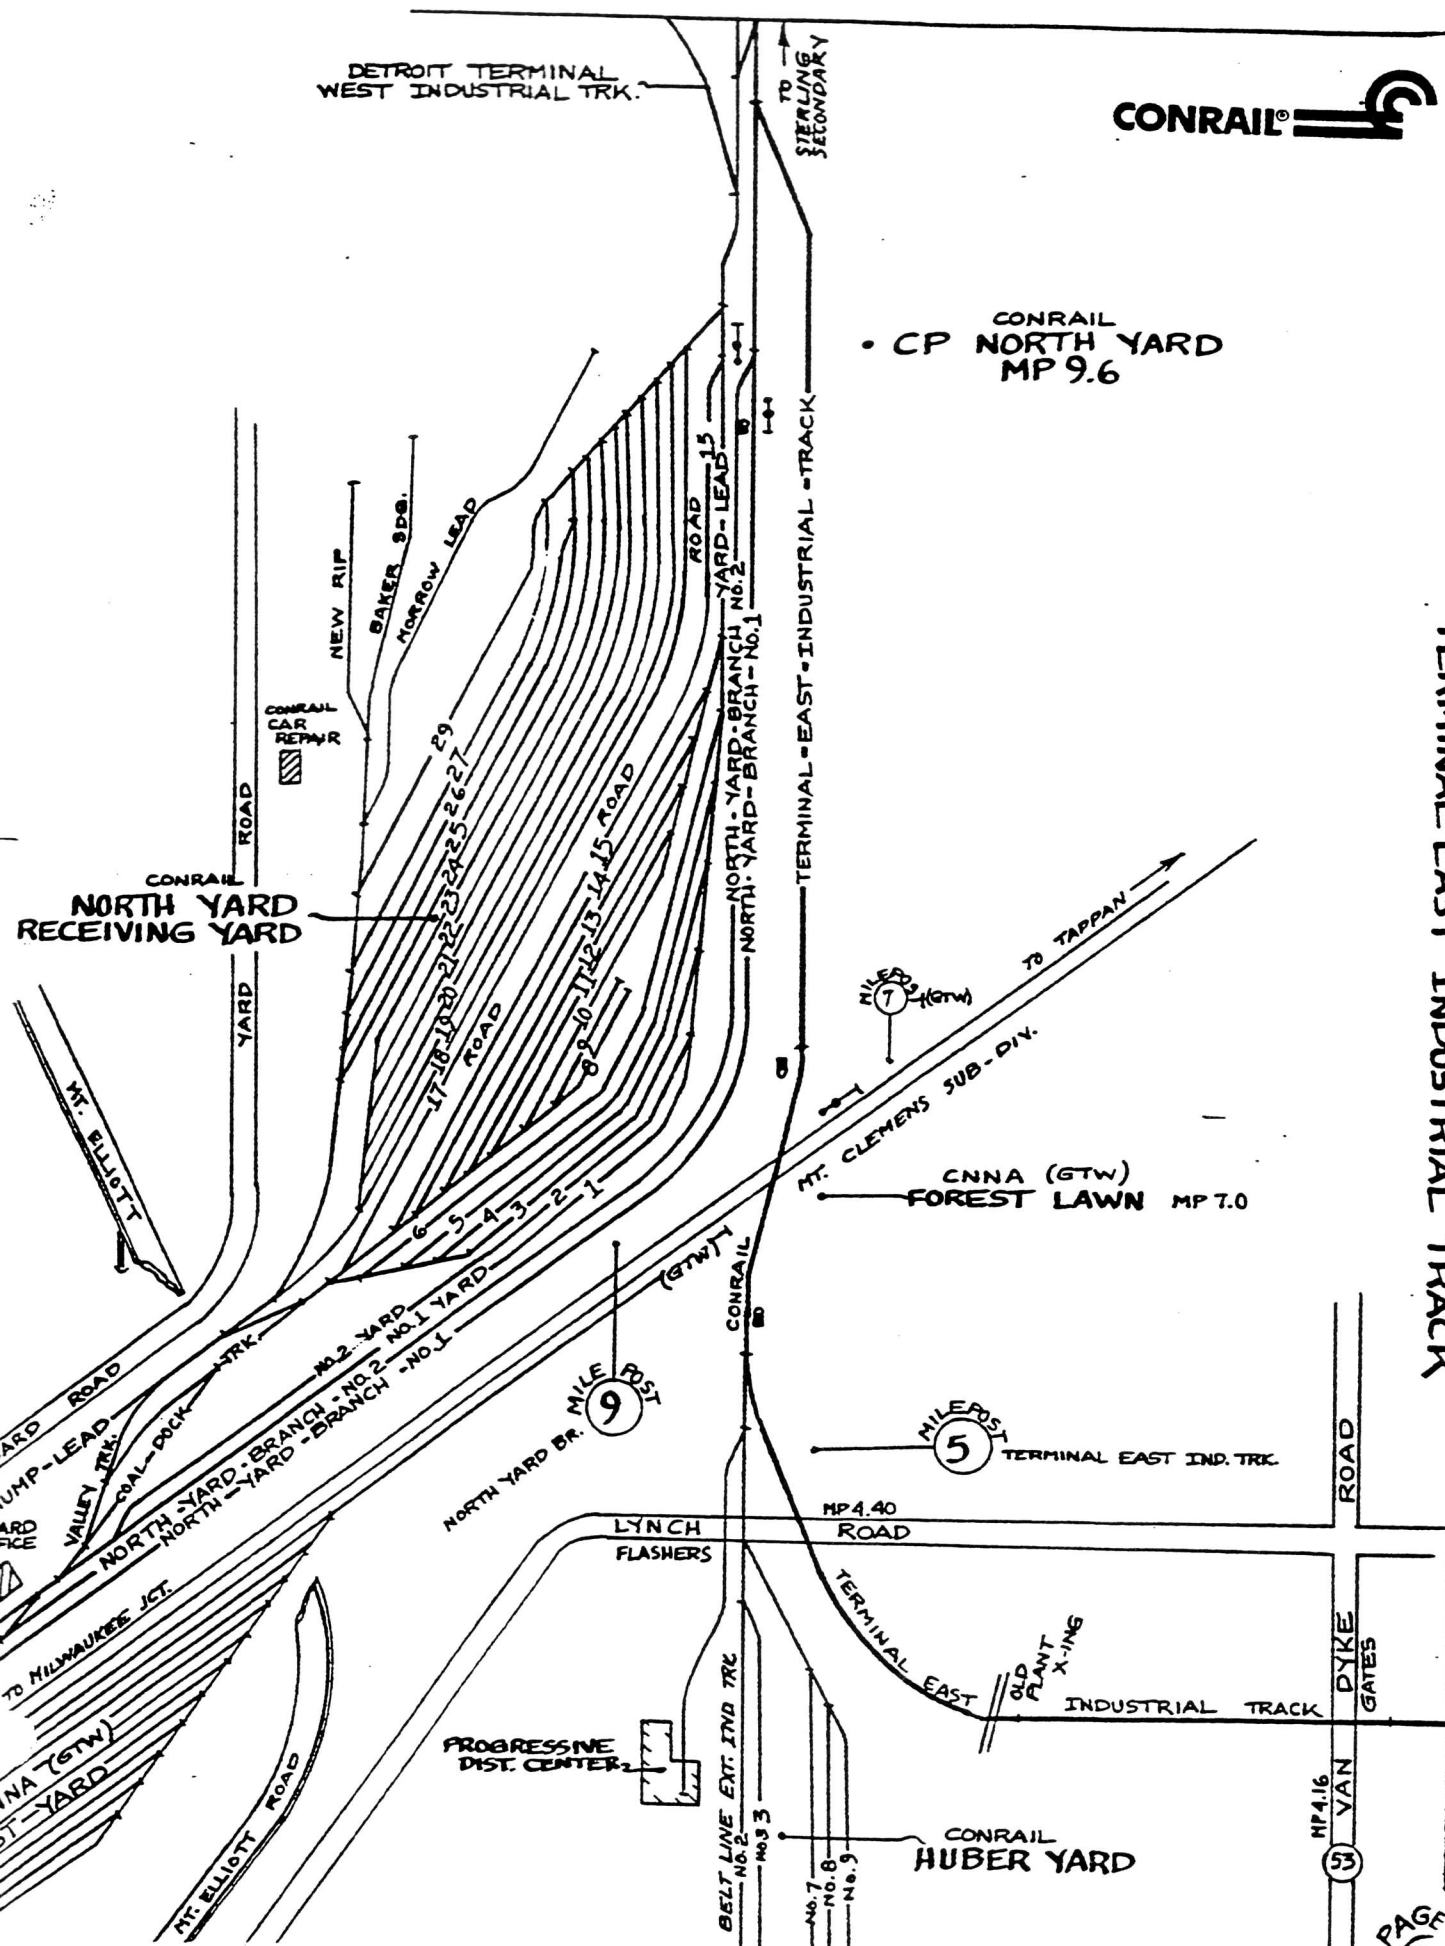 DETROIT TERMINAL
WEST INDUSTRIAL TRK.
TO
STERLING
SECONDARY
CONRAIL®
CONRAIL
• CP NORTH YARD
MP 9.6
TERMINAL-EAST INDUSTRIAL TRACK
NEW RIP
BAKER SDG.
MORROW LEAD
ROAD
15
YARD-LEAD
NORTH-YARD-BRANCH NO.2
NORTH-YARD-BRANCH-NO.1
TERMINAL-EAST-INDUSTRIAL-TRACK
CONRAIL
CAR
REPAIR
ROAD
YARD
CONRAIL
NORTH YARD
RECEIVING YARD
29
27
26
25
24
23
22
21
20
19
18
17
ROAD
ROAD
15
14
13
12
11
10
9
8
6
5
4
3
2
1
MT. ELLIOTT
TO TAPPAN
MILEPOST
7
(GTW)
MT. CLEMENS SUB-DIV.
CNNA (GTW)
FOREST LAWN MP 7.0
(GTW)
CONRAIL
NO.2 YARD
NO.1 YARD
NORTH-YARD-BRANCH-NO.2
NORTH-YARD-BRANCH-NO.1
MILE POST
9
NORTH YARD BR.
MILEPOST
5
TERMINAL EAST IND. TRK.
ROAD
UMP-LEAD
VALLEY TRK.
COAL-DOCK
TRK.
ARD
FICE
TO MILWAUKEE JCT.
LYNCH
ROAD
MP 4.40
FLASHERS
TERMINAL
EAST
OLD
PLANT
X-ING
INDUSTRIAL TRACK
VAN DYKE ROAD
GATES
MP4.16
53
NNA (GTW)
ST-YARD
MT. ELLIOTT ROAD
PROGRESSIVE
DIST. CENTER
BELT LINE EXT. IND TRK
NO.2
NO.3 3
NO.7
NO.8
NO.9
CONRAIL
HUBER YARD
PAGE